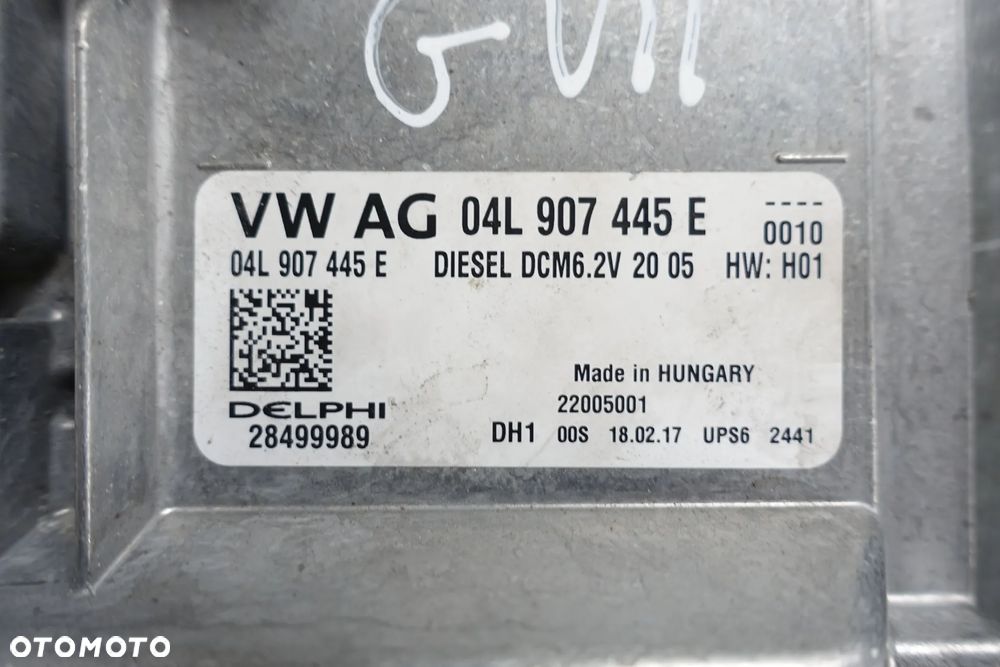 G VII
VW AG 04L 907 445 E ----
0010
04L 907 445 E DIESEL DCM6.2V 20 05 HW: H01
Made in HUNGARY
DELPHI 22005001
28499989 DH1 00S 18.02.17 UPS6 2441
OTOMOTO